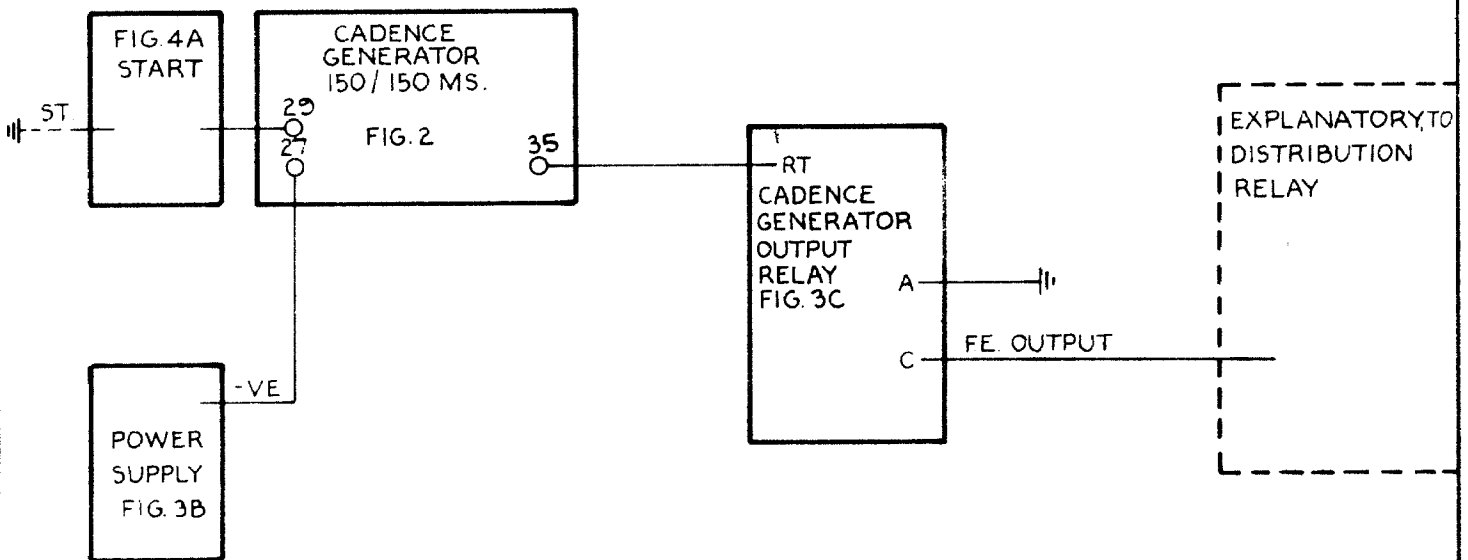 FIG. 4A
START
ST.
CADENCE
GENERATOR
150/150 MS.
FIG. 2
29
27
35
RT
CADENCE
GENERATOR
OUTPUT
RELAY
FIG. 3C
A
C
FE. OUTPUT
EXPLANATORY, TO
DISTRIBUTION
RELAY
-VE
POWER
SUPPLY
FIG. 3B